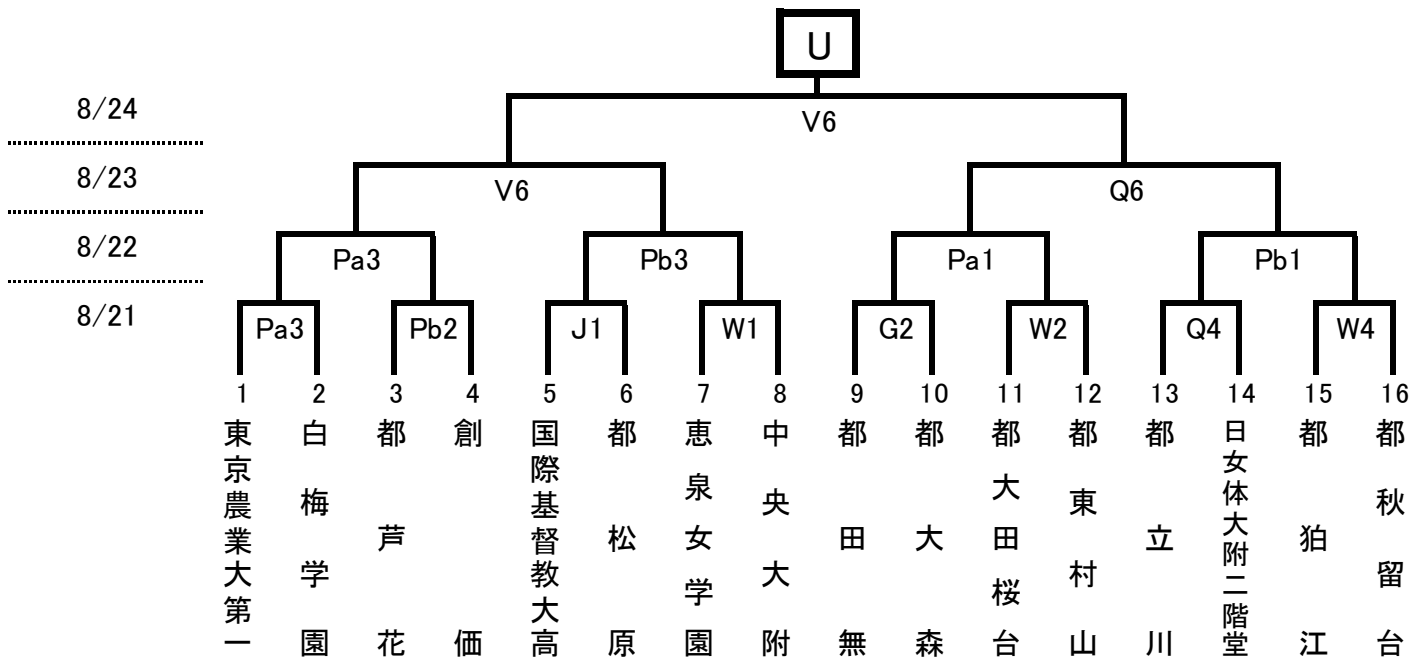 U
8/24
V6
8/23
V6
Q6
8/22
Pa3
Pb3
Pa1
Pb1
8/21
Pa3
Pb2
J1
W1
G2
W2
Q4
W4
1 2 3 4 5 6 7 8 9 10 11 12 13 14 15 16
東京農業大第一
白梅学園
都芦花
創価
国際基督教大高
都松原
恵泉女学園
中央大附
都田無
都大森
都大田桜台
都東村山
都立川
日女体大附二階堂
都狛江
都秋留台